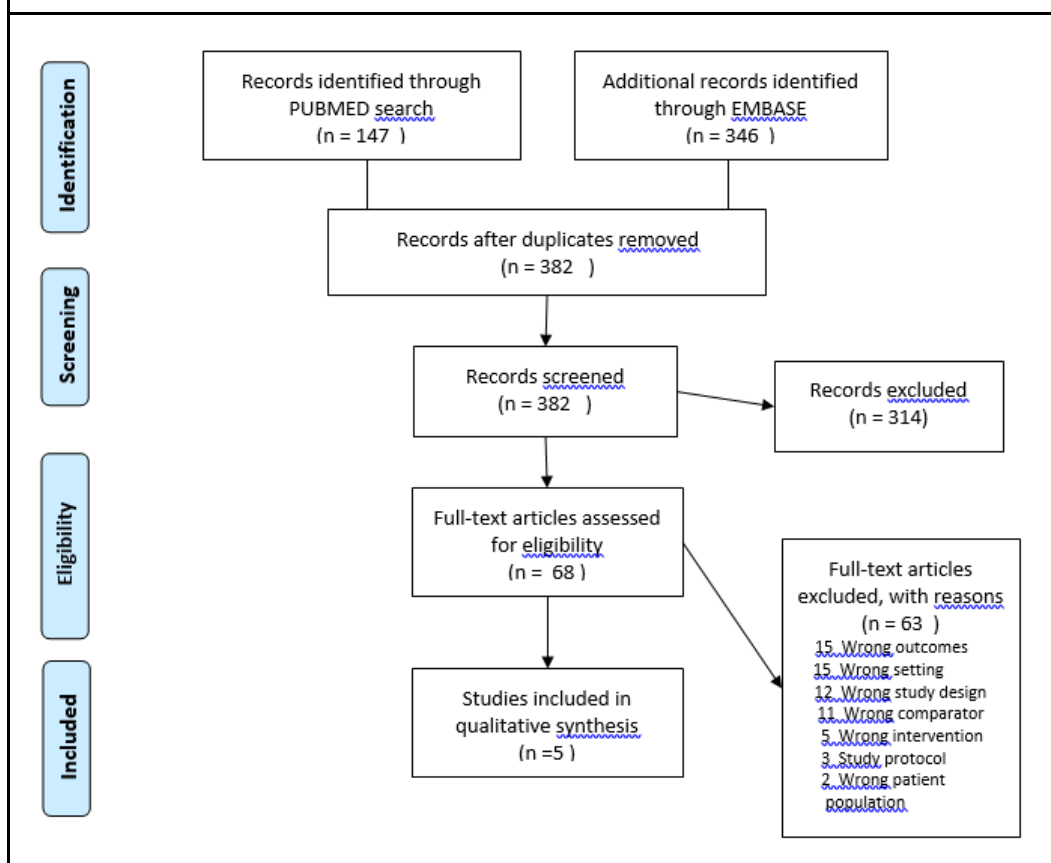 Identification
Records identified through
PUBMED search
(n = 147 )
Additional records identified
through EMBASE
(n = 346 )
Records after duplicates removed
(n = 382 )
Screening
Records screened
(n = 382 )
Records excluded
(n = 314)
Eligibility
Full-text articles assessed
for eligibility
(n = 68 )
Full-text articles
excluded, with reasons
(n = 63 )
15 Wrong outcomes
15 Wrong setting
12 Wrong study design
11 Wrong comparator
5 Wrong intervention
3 Study protocol
2 Wrong patient
population
Included
Studies included in
qualitative synthesis
(n =5 )